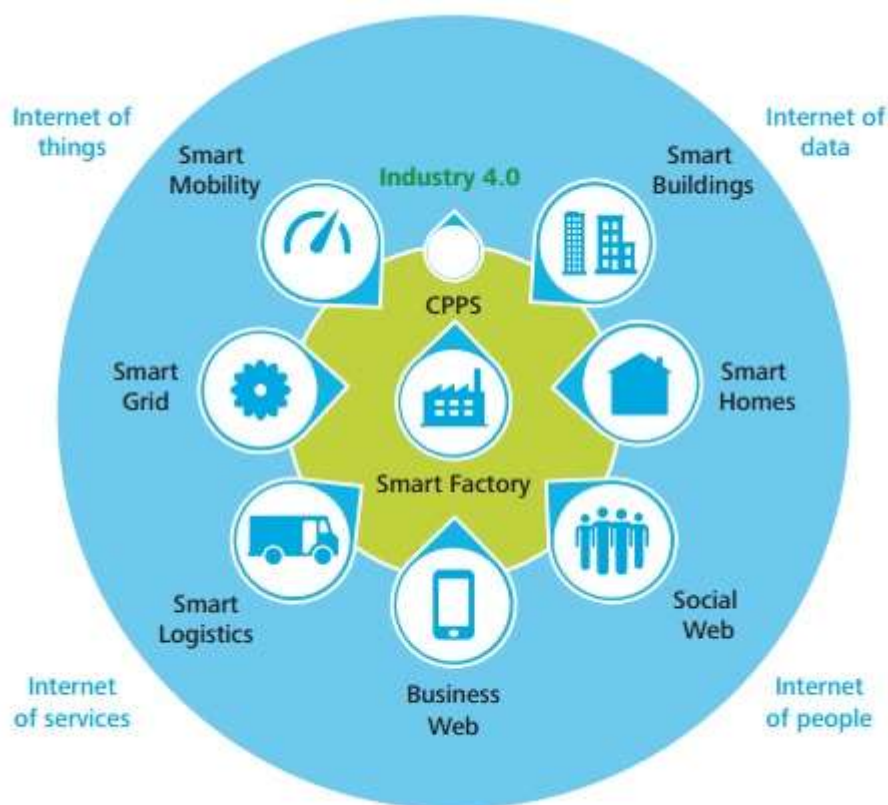 Internet of
things
Internet of
data
Smart
Mobility
Industry 4.0
Smart
Buildings
CPPS
Smart
Grid
Smart
Homes
Smart Factory
Smart
Logistics
Social
Web
Business
Web
Internet
of services
Internet
of people